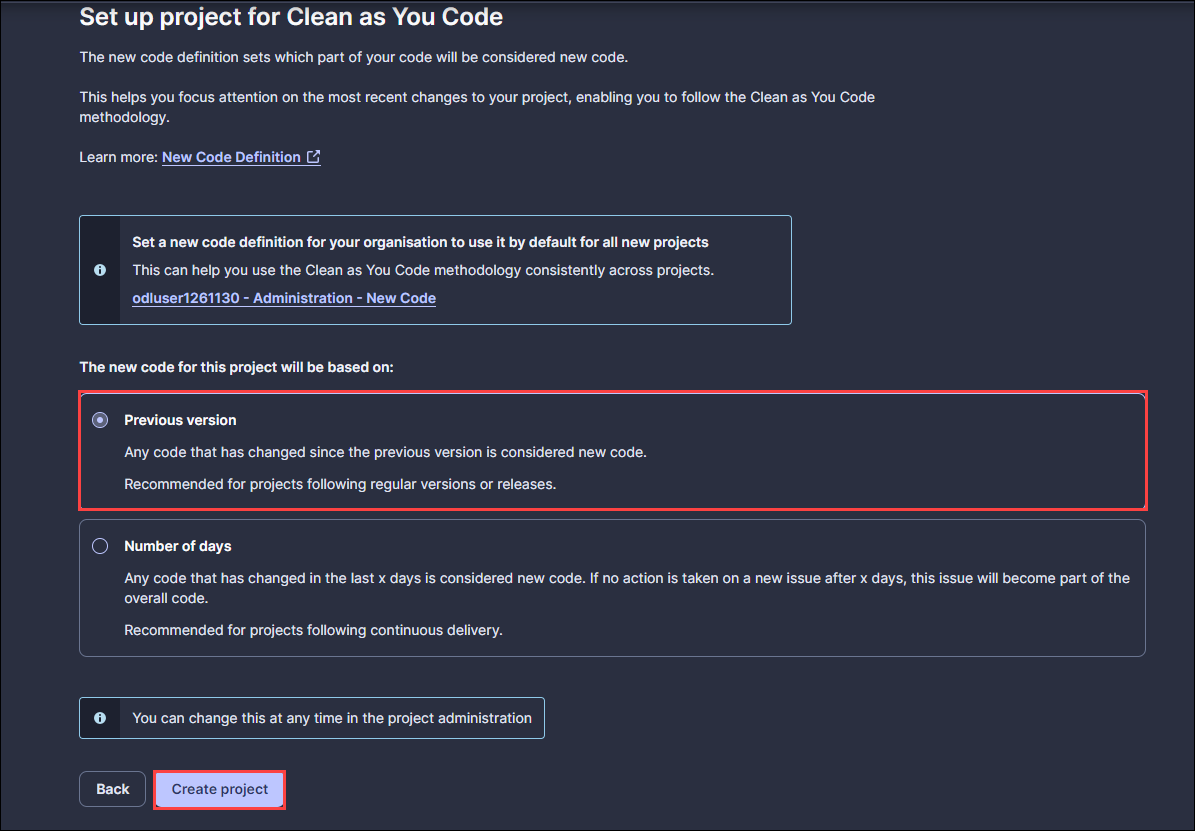 Set up project for Clean as You Code
The new code definition sets which part of your code will be considered new code.
This helps you focus attention on the most recent changes to your project, enabling you to follow the Clean as You Code
methodology.
Learn more: New Code Definition
Set a new code definition for your organisation to use it by default for all new projects
This can help you use the Clean as You Code methodology consistently across projects.
odluser1261130 - Administration - New Code
The new code for this project will be based on:
Previous version
Any code that has changed since the previous version is considered new code.
Recommended for projects following regular versions or releases.
Number of days
Any code that has changed in the last x days is considered new code. If no action is taken on a new issue after x days, this issue will become part of the
overall code.
Recommended for projects following continuous delivery.
You can change this at any time in the project administration
Back
Create project